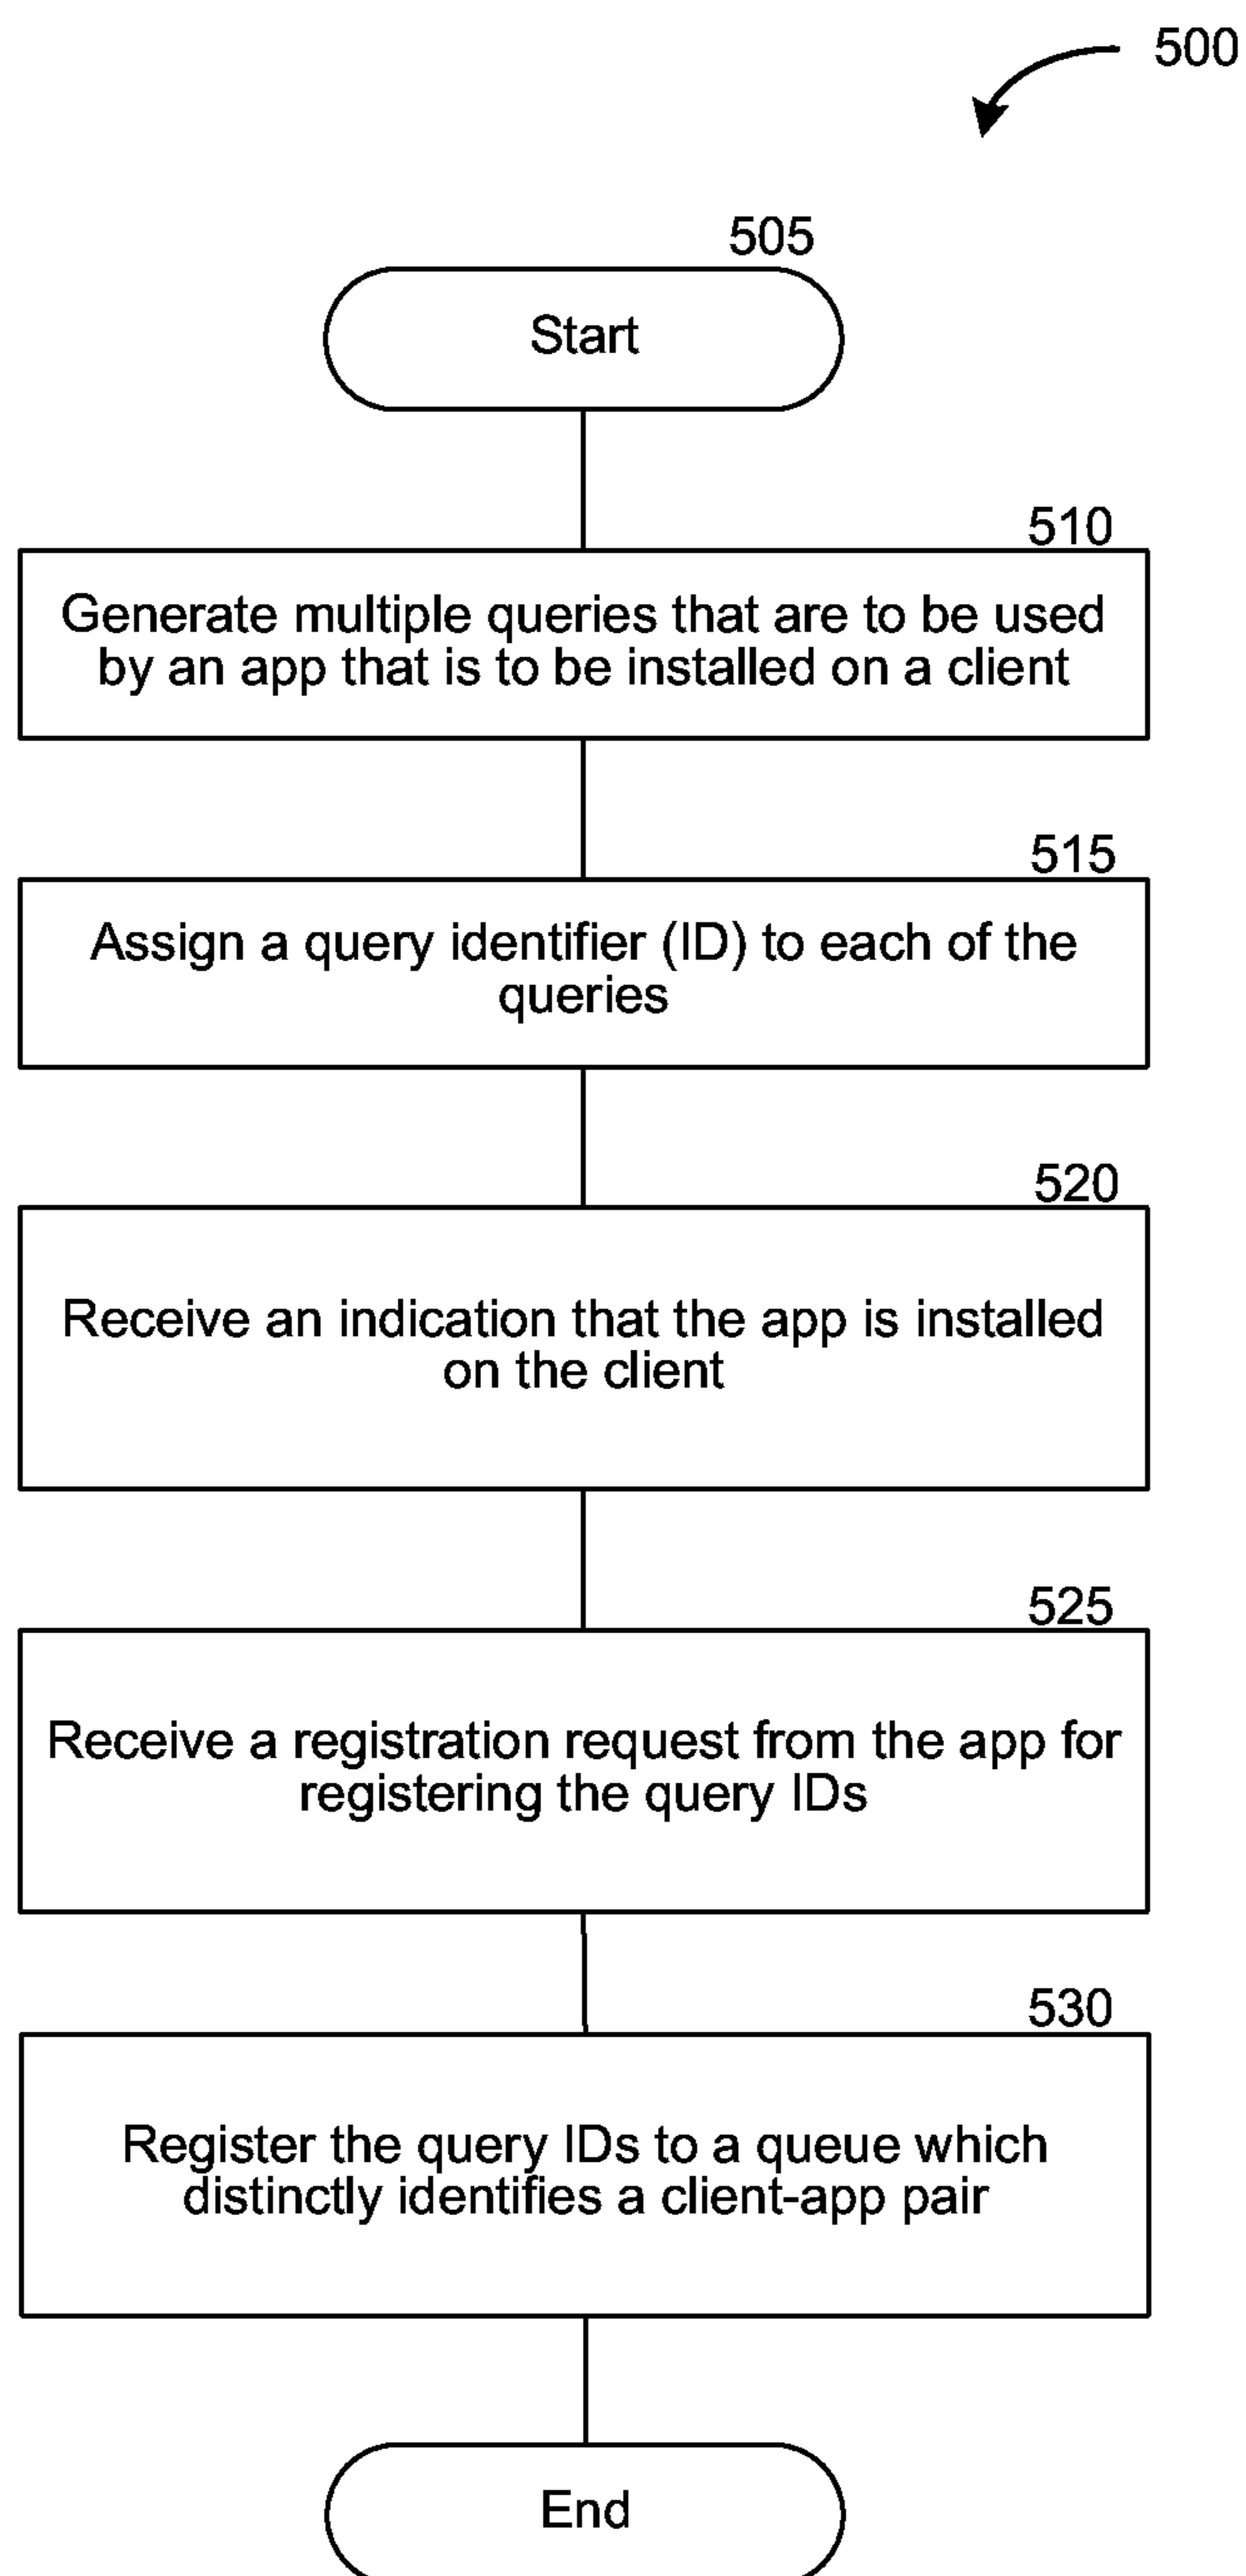 500
505
Start
510
Generate multiple queries that are to be used
by an app that is to be installed on a client
515
Assign a query identifier (ID) to each of the
queries
520
Receive an indication that the app is installed
on the client
525
Receive a registration request from the app for
registering the query IDs
530
Register the query IDs to a queue which
distinctly identifies a client-app pair
End